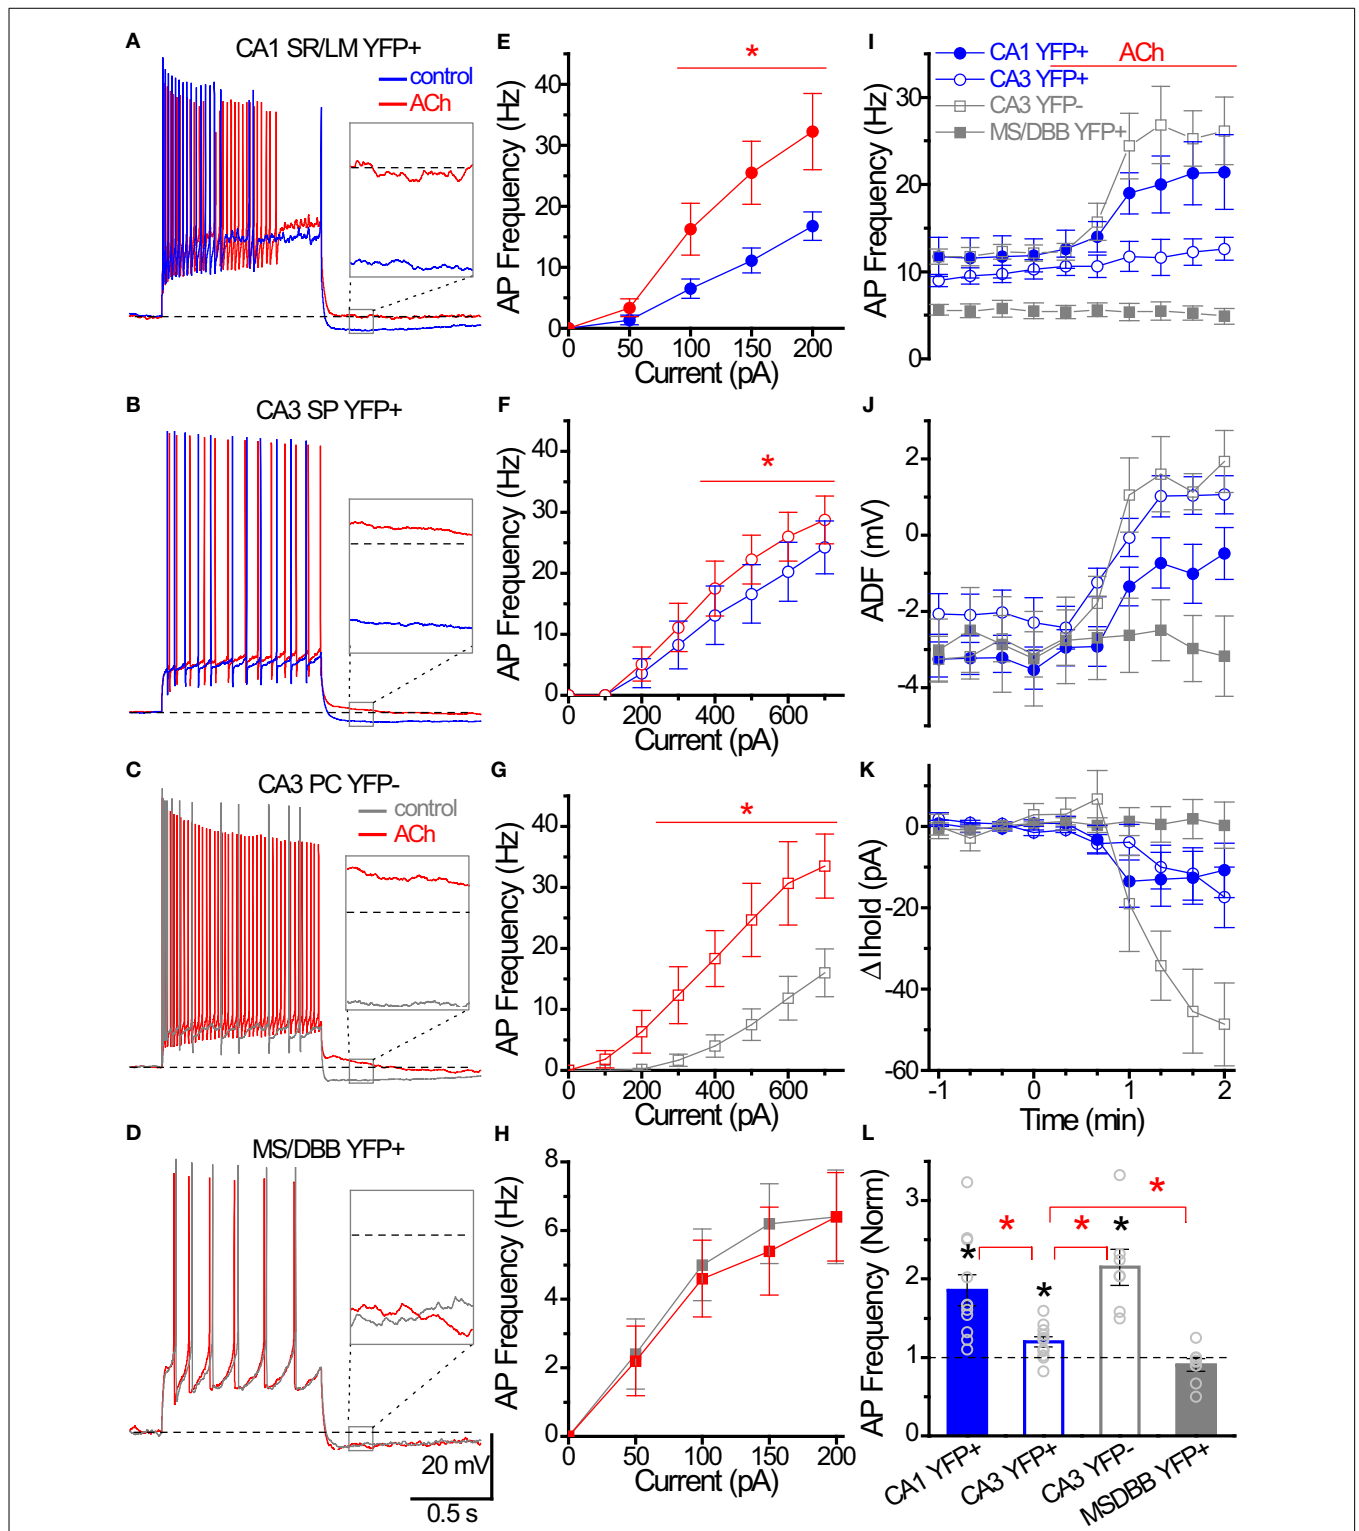 A
CA1 SR/LM YFP+
control
ACh
E
*
AP Frequency (Hz)
40
30
20
10
0
0 50 100 150 200
Current (pA)
I
CA1 YFP+
CA3 YFP+
CA3 YFP-
MS/DBB YFP+
ACh
AP Frequency (Hz)
30
20
10
0
B
CA3 SP YFP+
F
*
AP Frequency (Hz)
40
30
20
10
0
0 200 400 600
Current (pA)
J
ADF (mV)
2
0
-2
-4
C
CA3 PC YFP-
control
ACh
G
*
AP Frequency (Hz)
40
30
20
10
0
0 200 400 600
Current (pA)
K
ΔIhold (pA)
0
-20
-40
-60
-1 0 1 2
Time (min)
D
MS/DBB YFP+
20 mV
0.5 s
H
AP Frequency (Hz)
8
6
4
2
0
0 50 100 150 200
Current (pA)
L
AP Frequency (Norm)
3
2
1
0
* * * * * *
CA1 YFP+
CA3 YFP+
CA3 YFP-
MSDBB YFP+